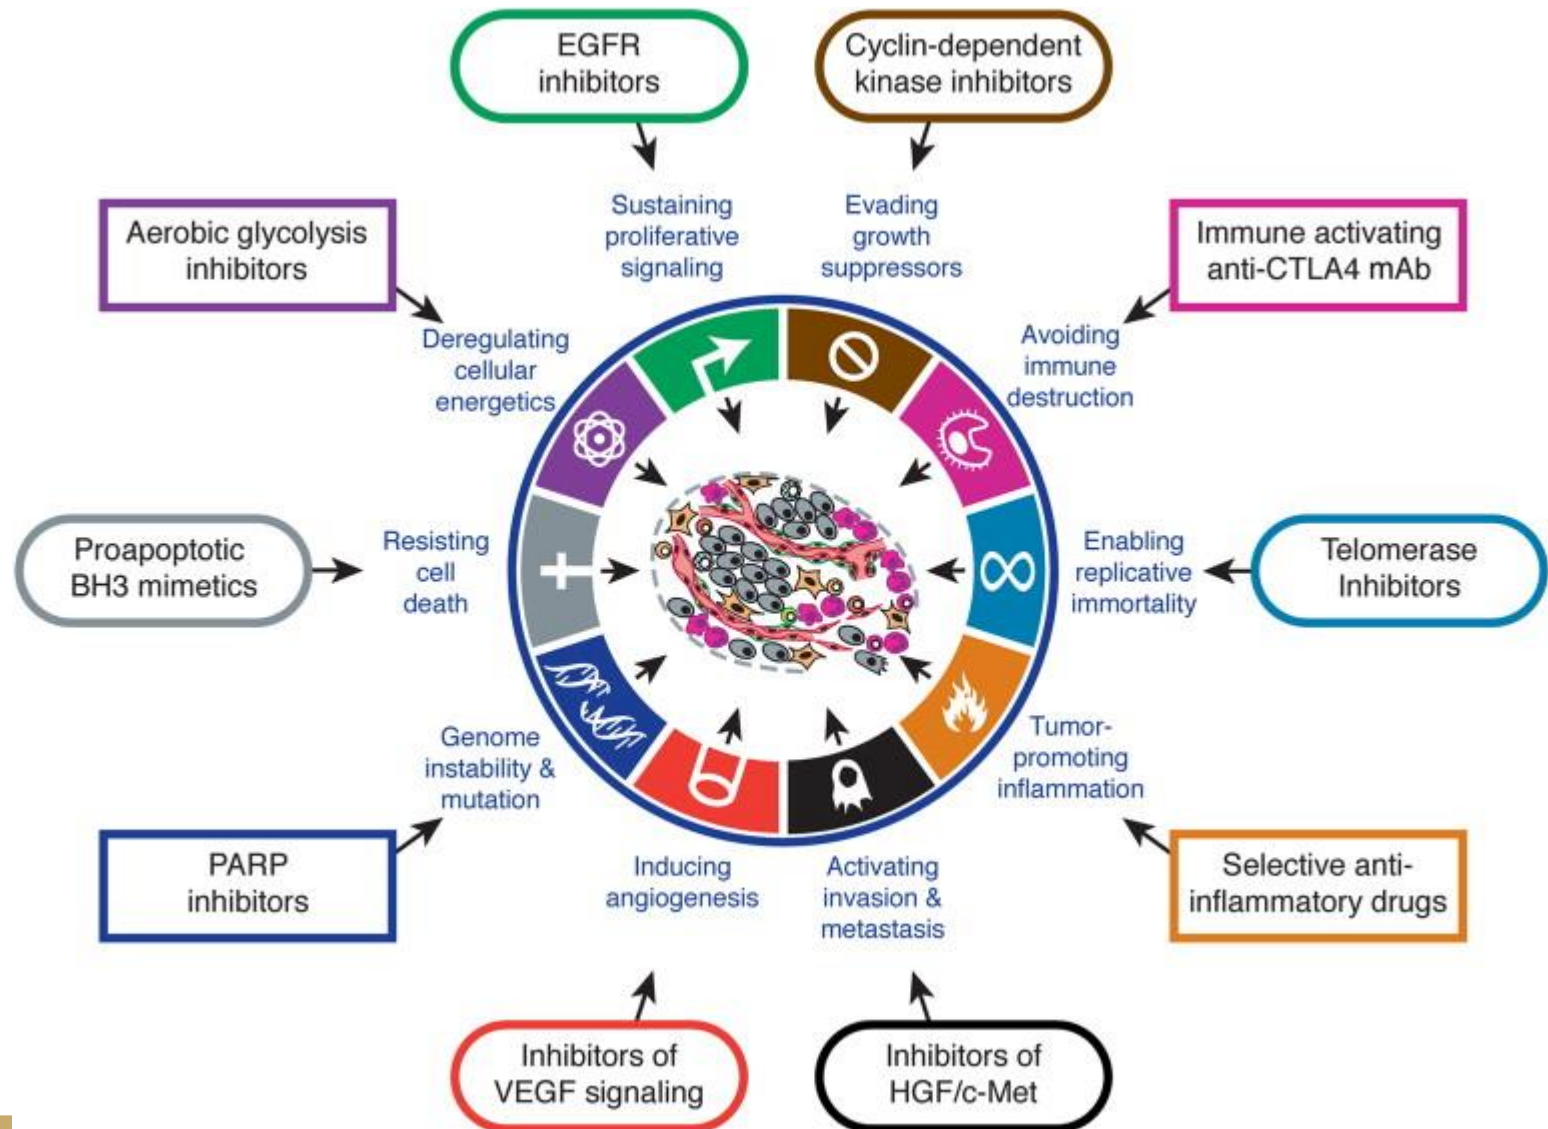 EGFR
inhibitors
Cyclin-dependent
kinase inhibitors
Sustaining
proliferative
signaling
Evading
growth
suppressors
Aerobic glycolysis
inhibitors
Immune activating
anti-CTLA4 mAb
Deregulating
cellular
energetics
Avoiding
immune
destruction
Proapoptotic
BH3 mimetics
Resisting
cell
death
Enabling
replicative
immortality
Telomerase
Inhibitors
Genome
instability &
mutation
Tumor-
promoting
inflammation
PARP
inhibitors
Inducing
angiogenesis
Activating
invasion &
metastasis
Selective anti-
inflammatory drugs
Inhibitors of
VEGF signaling
Inhibitors of
HGF/c-Met